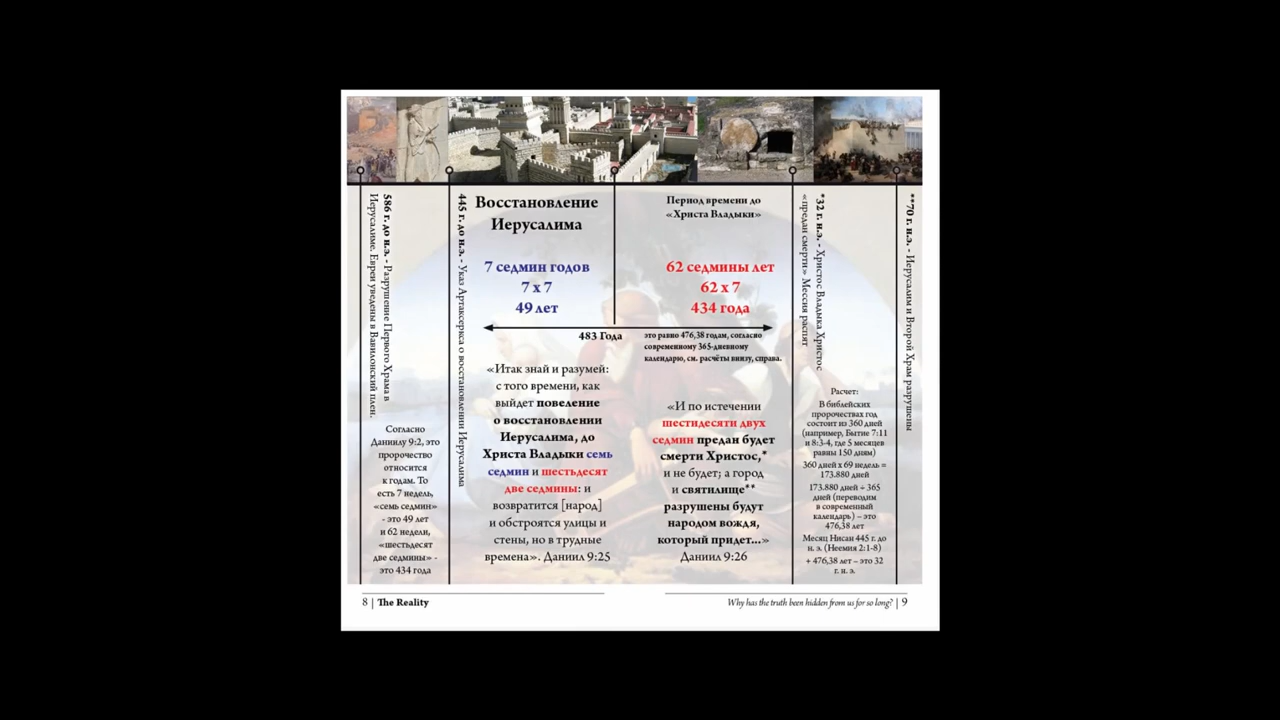 586 г. до н.э. - Разрушение Первого Храма в
Иерусалиме. Евреи уведены в Вавилонский плен.
Согласно
Даниилу 9:2, это
пророчество
относится
к годам. То
есть 7 недель,
«семь седмин»
- это 49 лет
и 62 недели,
«шестьдесят
две седмины» -
это 434 года
445 г. до н.э. - Указ Артаксеркса о восстановлении Иерусалима
Восстановление
Иерусалима
7 седмин годов
7 x 7
49 лет
Период времени до
«Христа Владыки»
62 седмины лет
62 x 7
434 года
483 Года
это равно 476,38 годам, согласно
современному 365-дневному
календарю, см. расчёты внизу, справа.
«Итак знай и разумей:
с того времени, как
выйдет повеление
о восстановлении
Иерусалима, до
Христа Владыки семь
седмин и шестьдесят
две седмины: и
возвратится [народ]
и обстроятся улицы и
стены, но в трудные
времена». Даниил 9:25
«И по истечении
шестидесяти двух
седмин предан будет
смерти Христос,*
и не будет; а город
и святилище**
разрушены будут
народом вождя,
который придет...»
Даниил 9:26
*32 г. н.э. - Христос Владыка Христос
«предан смерти» Мессия распят
Расчет:
В библейских
пророчествах год
состоит из 360 дней
(например, Бытие 7:11
и 8:3-4, где 5 месяцев
равны 150 дням)
360 дней x 69 недель =
173.880 дней
173.880 дней ÷ 365
дней (переводим
в современный
календарь) – это
476,38 лет
Месяц Нисан 445 г. до
н. э. (Неемия 2:1-8)
+ 476,38 лет – это 32
г. н. э.
**70 г. н.э. - Иерусалим и Второй Храм разрушены
8 | The Reality
Why has the truth been hidden from us for so long? | 9